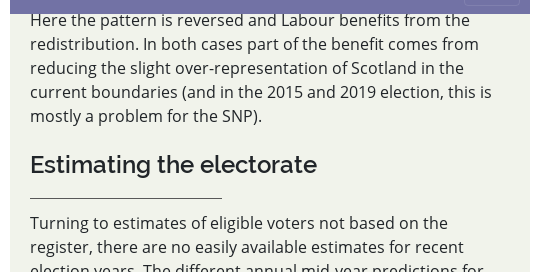 Here the pattern is reversed and Labour benefits from the
redistribution. In both cases part of the benefit comes from
reducing the slight over-representation of Scotland in the
current boundaries (and in the 2015 and 2019 election, this is
mostly a problem for the SNP).
Estimating the electorate
Turning to estimates of eligible voters not based on the
register, there are no easily available estimates for recent
election years. The different annual mid-year predictions for